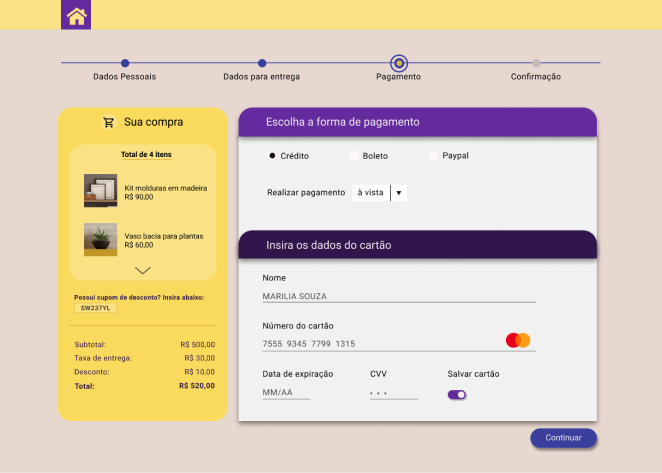 Dados Pessoais
Dados para entrega
Pagamento
Confirmação
Sua compra
Total de 4 itens
Kit molduras em madeira
R$ 90,00
Vaso bacia para plantas
R$ 60,00
Possui cupom de desconto? Insira abaixo:
SW237YL
Subtotal: R$ 500,00
Taxa de entrega: R$ 30,00
Desconto: R$ 10,00
Total: R$ 520,00
Escolha a forma de pagamento
Crédito Boleto Paypal
Realizar pagamento à vista
Insira os dados do cartão
Nome
MARILIA SOUZA
Número do cartão
7555 9345 7799 1315
Data de expiração CVV Salvar cartão
MM/AA
Continuar